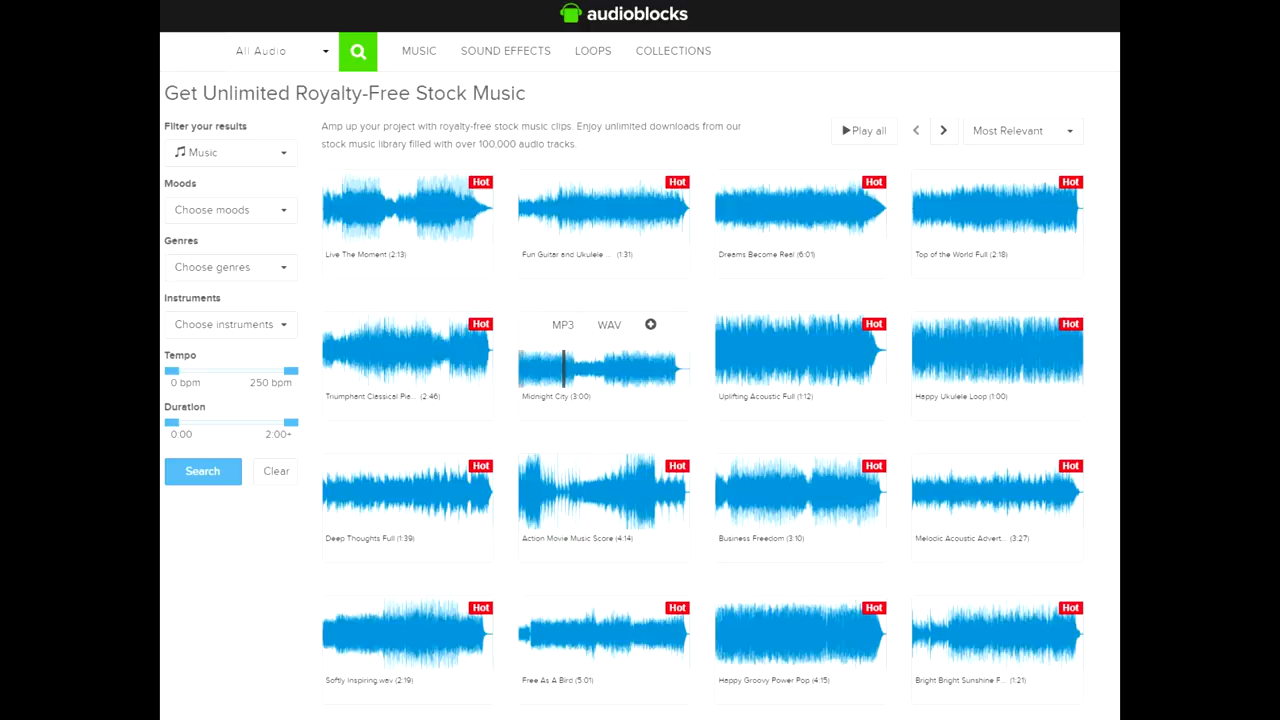 audioblocks
All Audio
MUSIC SOUND EFFECTS LOOPS COLLECTIONS
Get Unlimited Royalty-Free Stock Music
Filter your results
Music
Moods
Choose moods
Genres
Choose genres
Instruments
Choose instruments
Tempo
0 bpm 250 bpm
Duration
0:00 2:00+
Search Clear
Amp up your project with royalty-free stock music clips. Enjoy unlimited downloads from our
stock music library filled with over 100,000 audio tracks.
Play all Most Relevant
Hot Hot Hot Hot
Live The Moment (2:13) Fun Guitar and Ukulele ... (1:31) Dreams Become Real (6:01) Top of the World Full (2:18)
Hot MP3 WAV Hot Hot
Triumphant Classical Pia... (2:46) Midnight City (3:00) Uplifting Acoustic Full (1:12) Happy Ukulele Loop (1:00)
Hot Hot Hot Hot
Deep Thoughts Full (1:39) Action Movie Music Score (4:14) Business Freedom (3:10) Melodic Acoustic Advert... (3:27)
Hot Hot Hot Hot
Softly Inspiring.wav (2:19) Free As A Bird (5:01) Happy Groovy Power Pop (4:15) Bright Bright Sunshine F... (1:21)